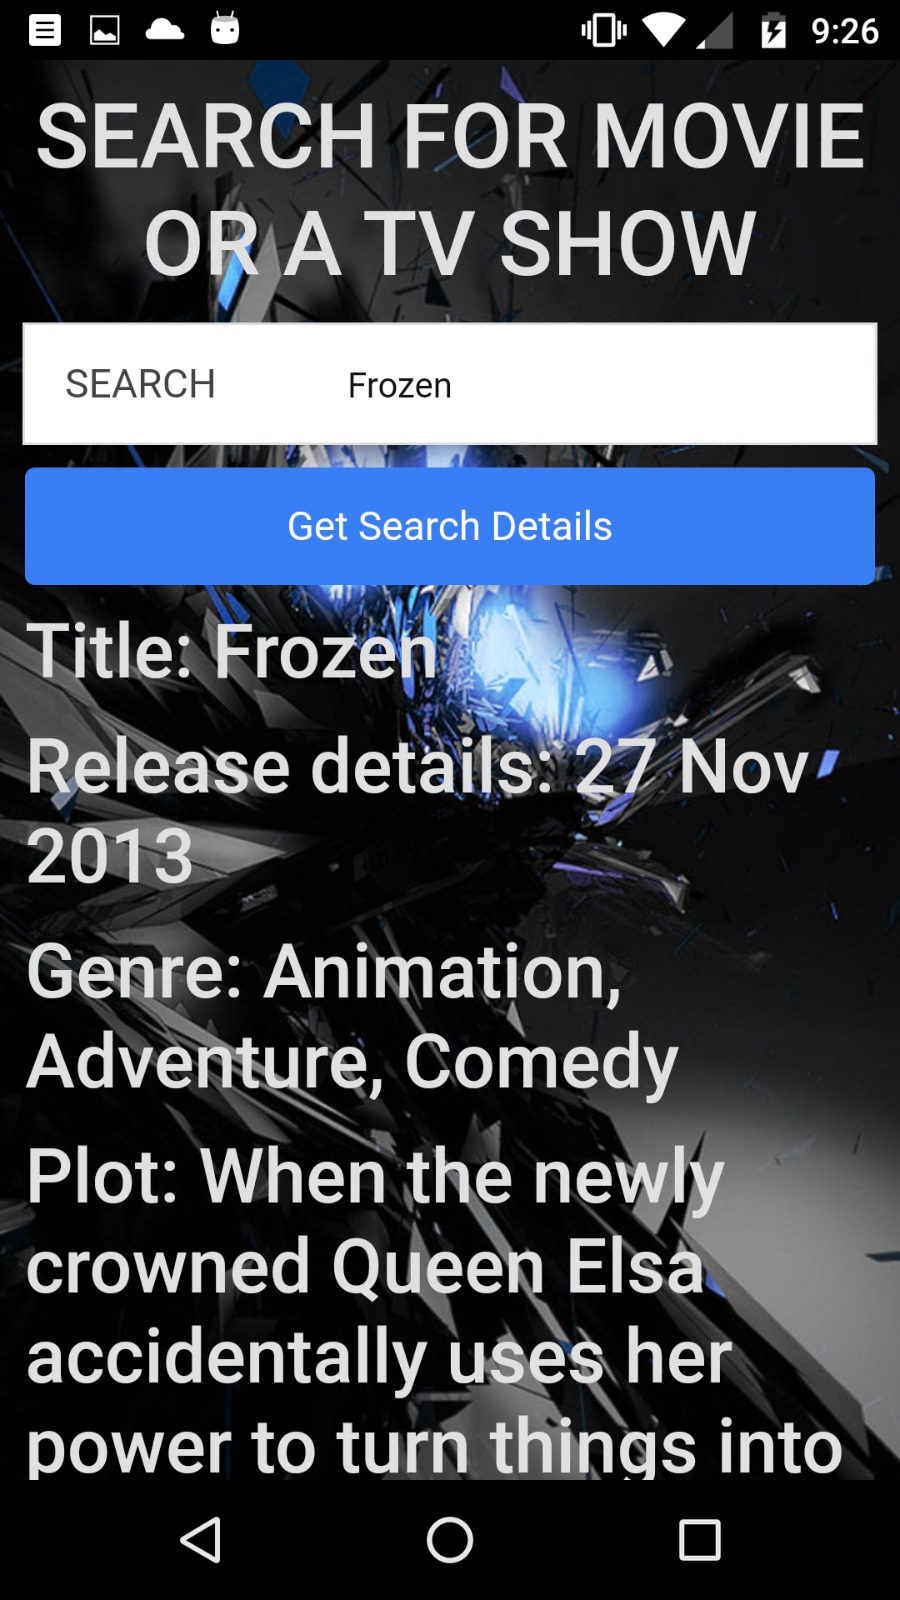 9:26
SEARCH FOR MOVIE
OR A TV SHOW
SEARCH Frozen
Get Search Details
Title: Frozen
Release details: 27 Nov
2013
Genre: Animation,
Adventure, Comedy
Plot: When the newly
crowned Queen Elsa
accidentally uses her
power to turn things into